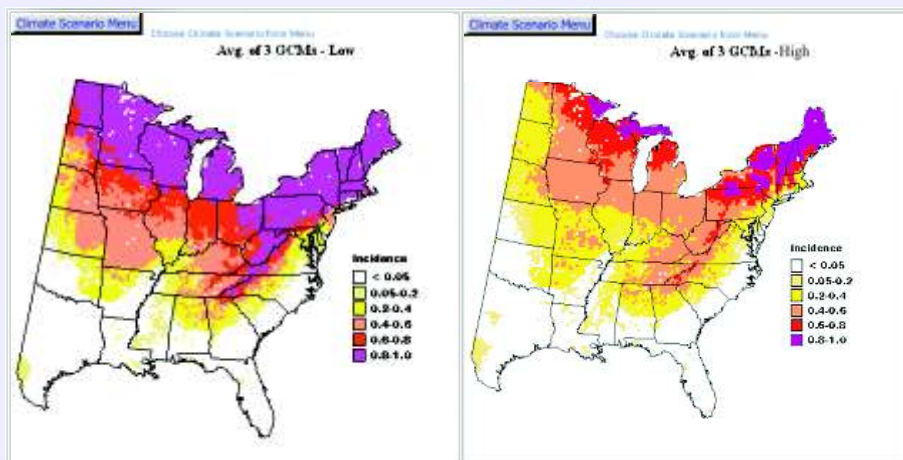 Climate Scenario Menu
Choose Climate Scenario from Menu
Avg. of 3 GCMs - Low
Incidence
< 0.05
0.05-0.2
0.2-0.4
0.4-0.6
0.6-0.8
0.8-1.0
Climate Scenario Menu
Choose Climate Scenario from Menu
Avg. of 3 GCMs -High
Incidence
< 0.05
0.05-0.2
0.2-0.4
0.4-0.6
0.6-0.8
0.8-1.0